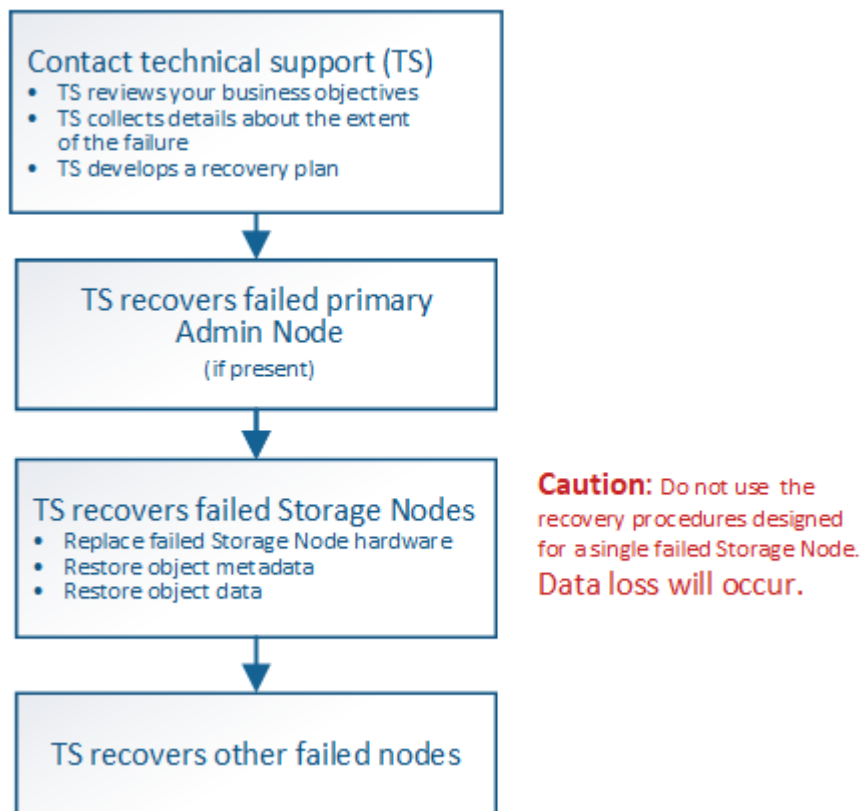 Contact technical support (TS)
• TS reviews your business objectives
• TS collects details about the extent
of the failure
• TS develops a recovery plan
TS recovers failed primary
Admin Node
(if present)
TS recovers failed Storage Nodes
• Replace failed Storage Node hardware
• Restore object metadata
• Restore object data
Caution: Do not use the
recovery procedures designed
for a single failed Storage Node.
Data loss will occur.
TS recovers other failed nodes